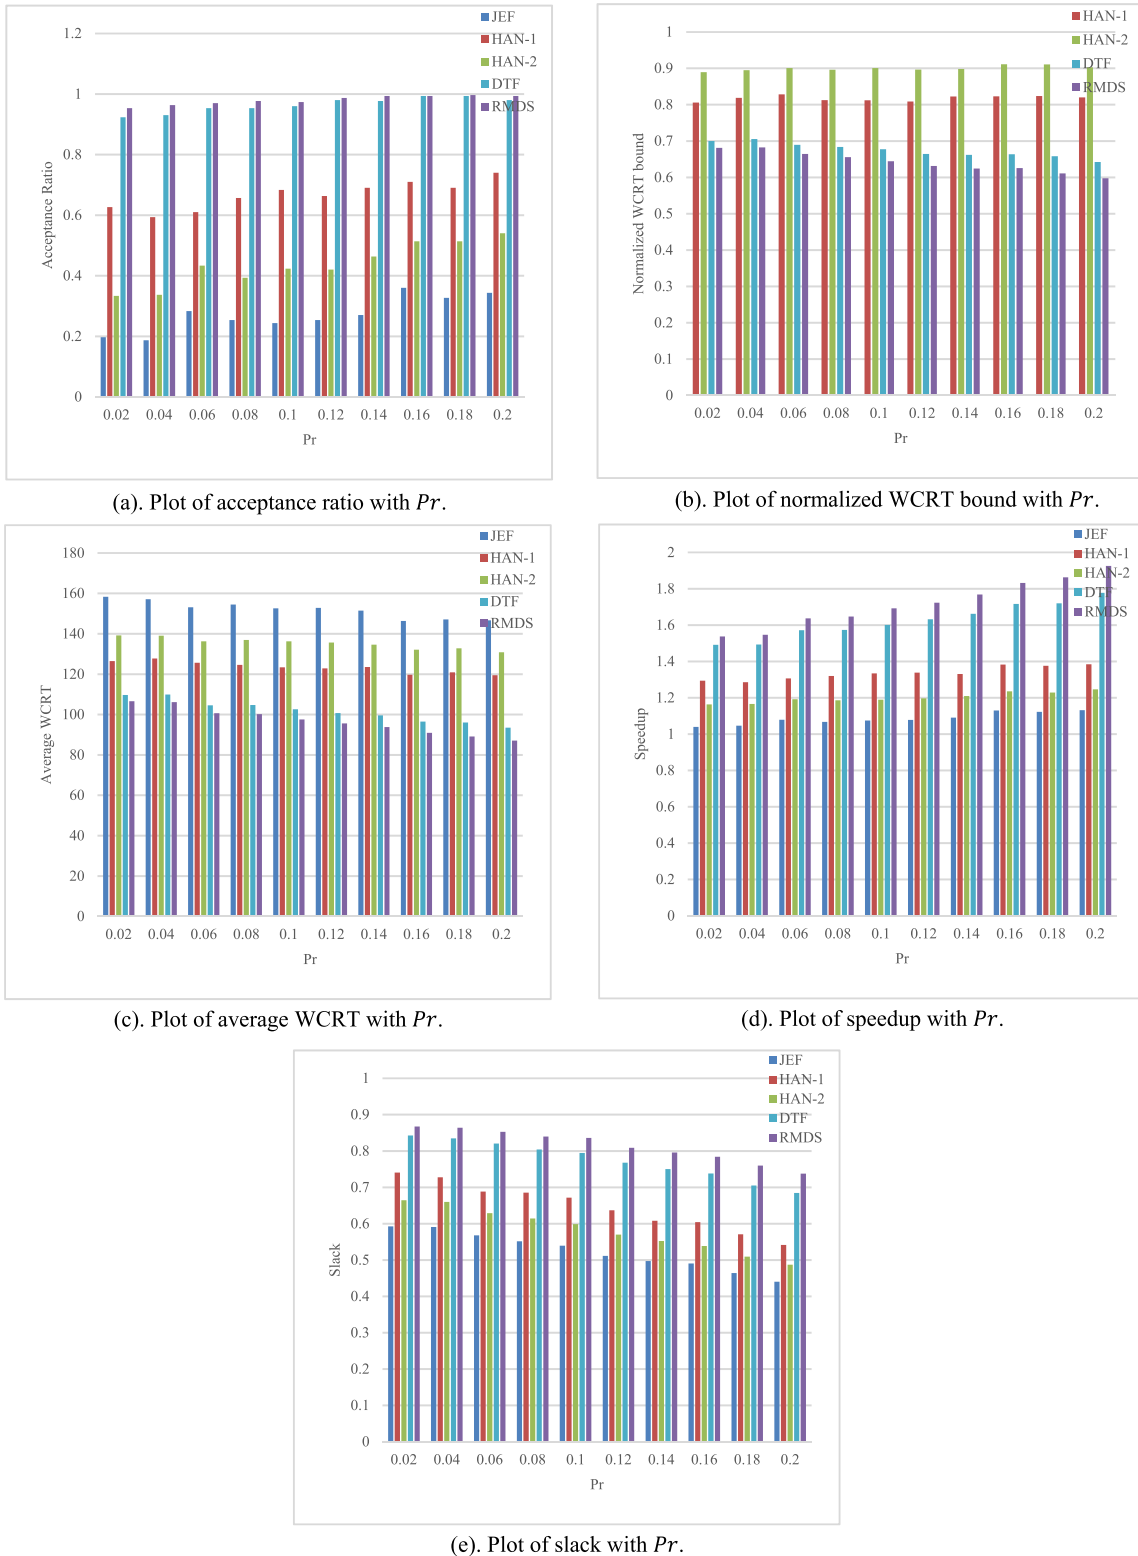 JEF
HAN-1
HAN-2
DTF
RMDS
1.2
1
0.8
0.6
0.4
0.2
0
Acceptance Ratio
0.02 0.04 0.06 0.08 0.1 0.12 0.14 0.16 0.18 0.2
Pr
(a). Plot of acceptance ratio with Pr.
HAN-1
HAN-2
DTF
RMDS
1
0.9
0.8
0.7
0.6
0.5
0.4
0.3
0.2
0.1
0
Normalized WCRT bound
0.02 0.04 0.06 0.08 0.1 0.12 0.14 0.16 0.18 0.2
Pr
(b). Plot of normalized WCRT bound with Pr.
JEF
HAN-1
HAN-2
DTF
RMDS
180
160
140
120
100
80
60
40
20
0
Average WCRT
0.02 0.04 0.06 0.08 0.1 0.12 0.14 0.16 0.18 0.2
Pr
(c). Plot of average WCRT with Pr.
JEF
HAN-1
HAN-2
DTF
RMDS
2
1.8
1.6
1.4
1.2
1
0.8
0.6
0.4
0.2
0
Speedup
0.02 0.04 0.06 0.08 0.1 0.12 0.14 0.16 0.18 0.2
Pr
(d). Plot of speedup with Pr.
JEF
HAN-1
HAN-2
DTF
RMDS
1
0.9
0.8
0.7
0.6
0.5
0.4
0.3
0.2
0.1
0
Slack
0.02 0.04 0.06 0.08 0.1 0.12 0.14 0.16 0.18 0.2
Pr
(e). Plot of slack with Pr.